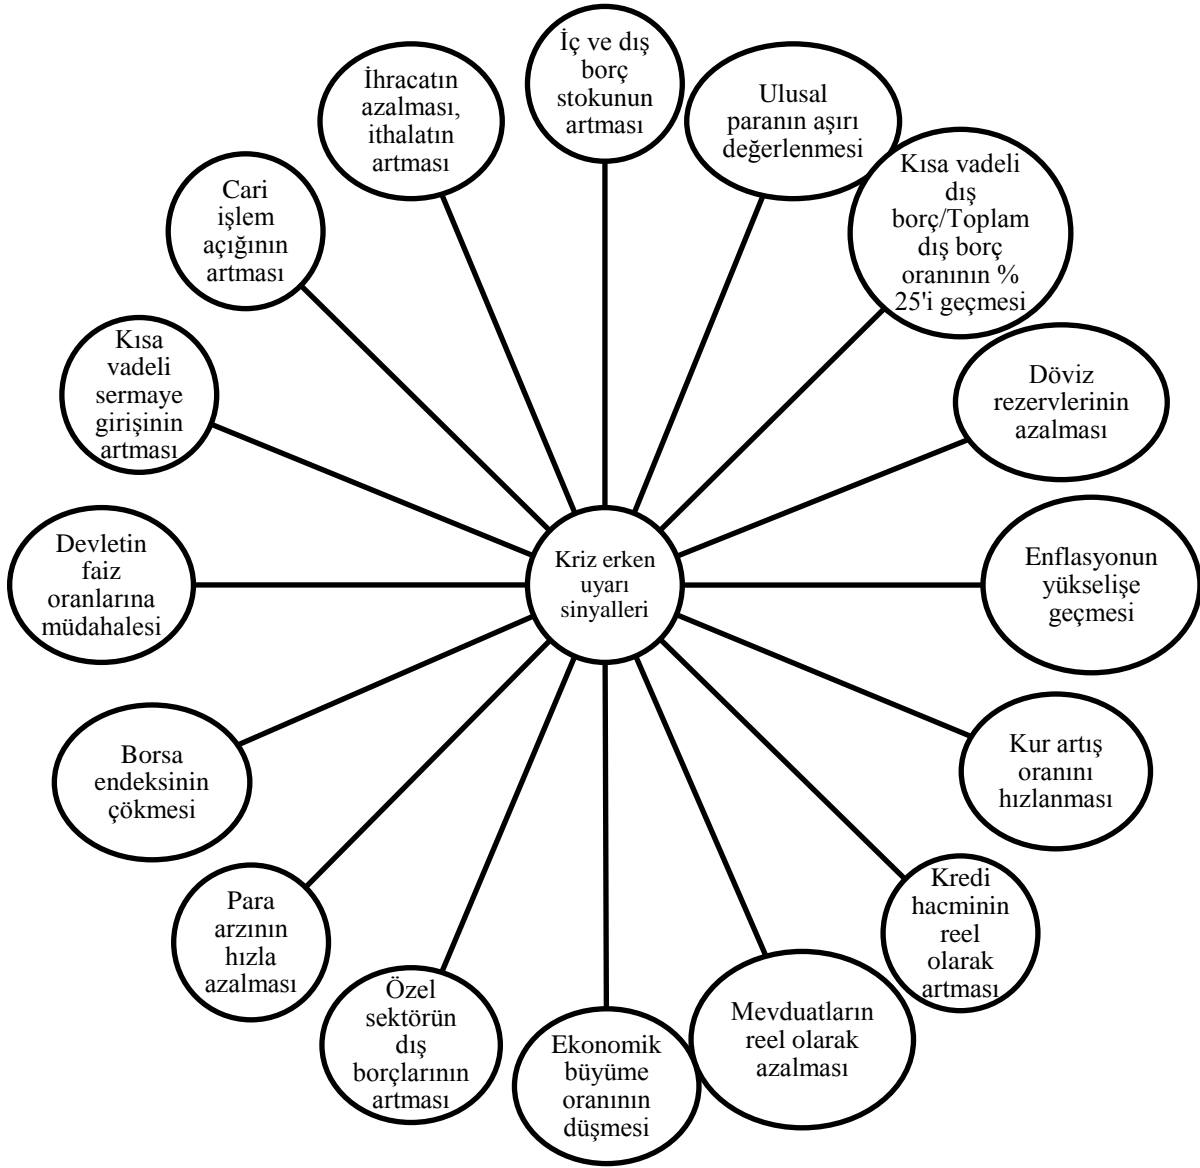 İç ve dış
borç
stokunun
artması
Ulusal
paranın aşırı
değerlenmesi
Kısa vadeli
dış
borç/Toplam
dış borç
oranının %
25'i geçmesi
Döviz
rezervlerinin
azalması
Enflasyonun
yükselişe
geçmesi
Kur artış
oranını
hızlanması
Kredi
hacminin
reel
olarak
artması
Mevduatların
reel olarak
azalması
Ekonomik
büyüme
oranının
düşmesi
Özel
sektörün
dış
borçlarının
artması
Para
arzının
hızla
azalması
Borsa
endeksinin
çökmesi
Devletin
faiz
oranlarına
müdahalesi
Kısa
vadeli
sermaye
girişinin
artması
Cari
işlem
açığının
artması
İhracatın
azalması,
ithalatın
artması
Kriz erken
uyarı
sinyalleri